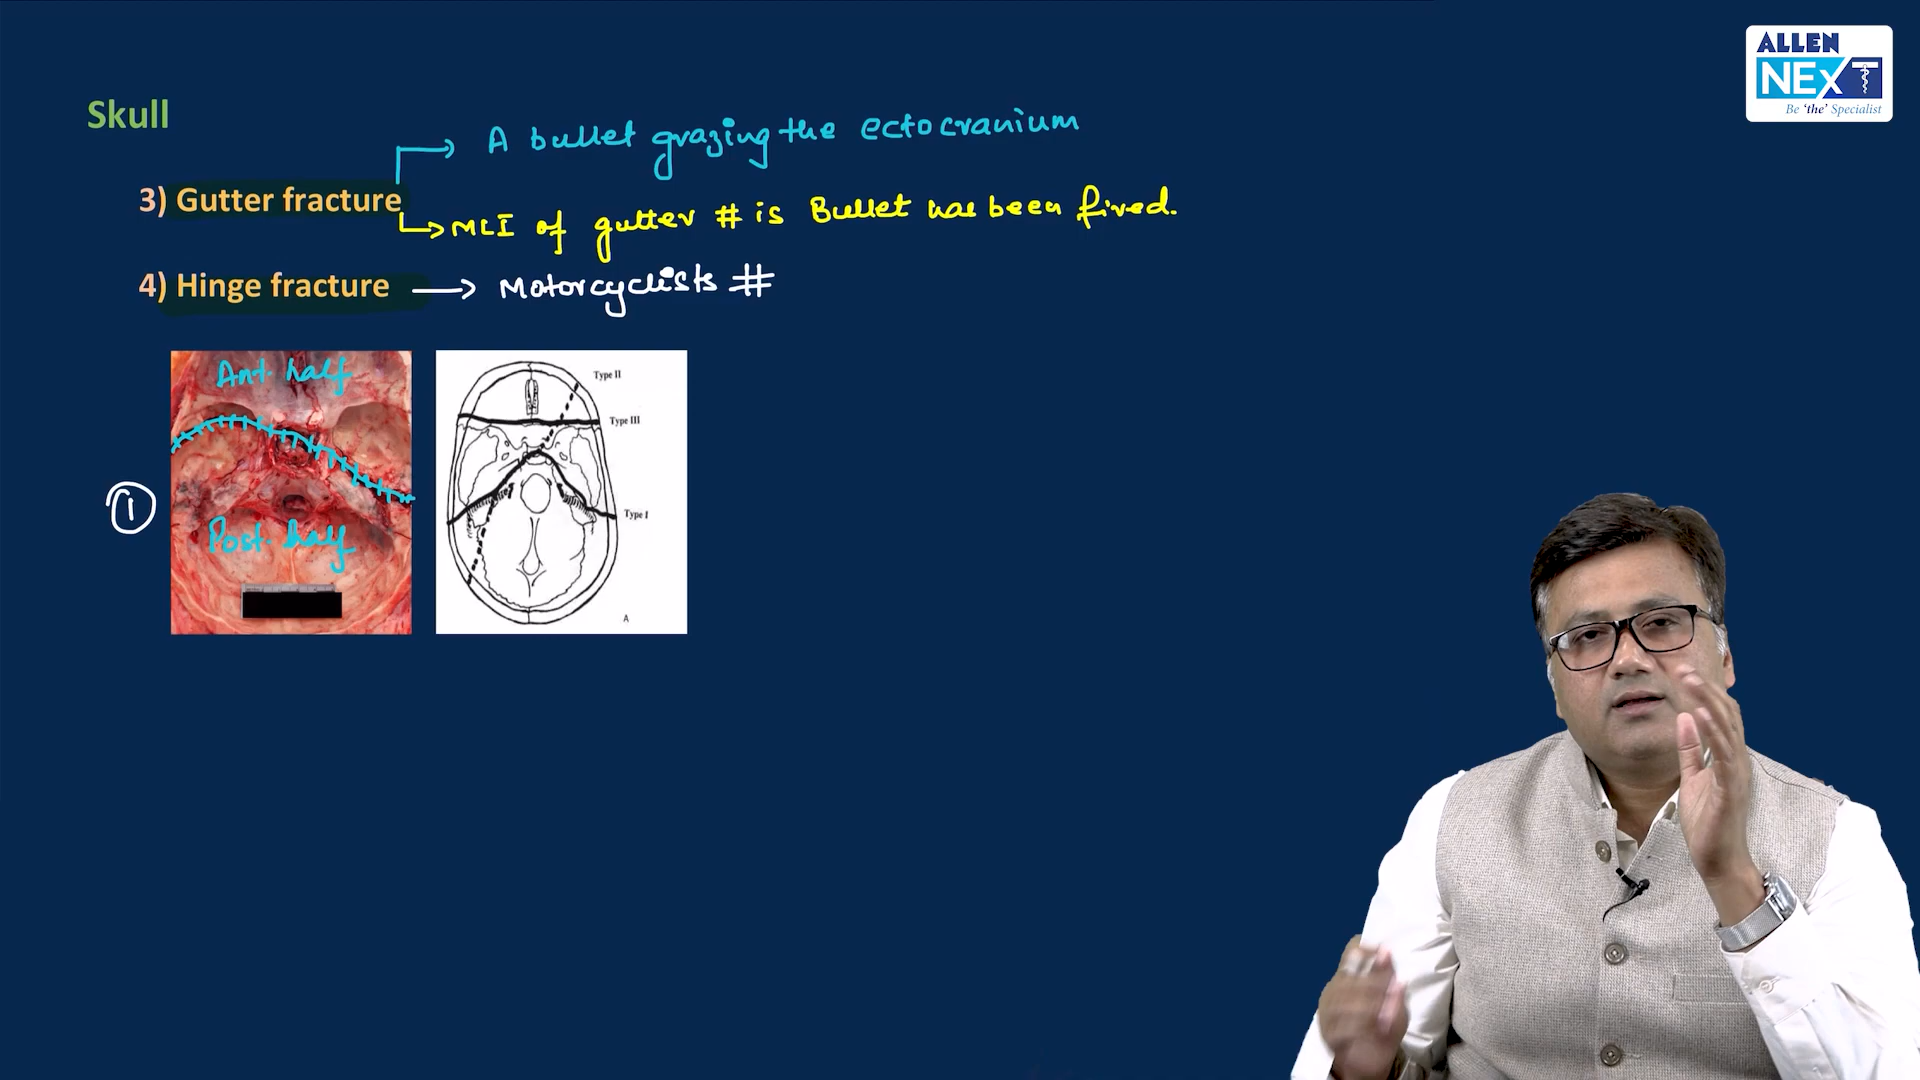 ALLEN
NEXT
Be 'the' Specialist
Skull
A bullet grazing the ectocranium
3) Gutter fracture
MLI of gutter # is Bullet has been fired.
4) Hinge fracture → Motorcyclists #
Ant. half
Post. half
1
Type II
Type III
Type I
A